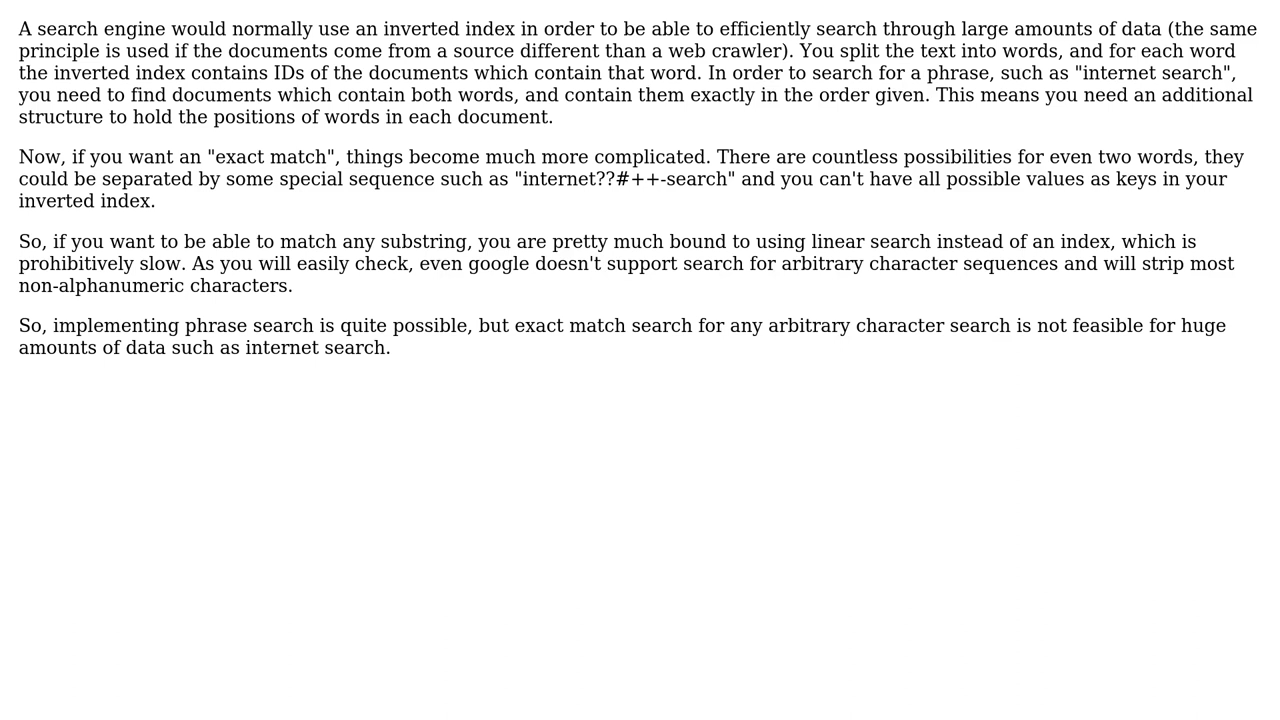 A search engine would normally use an inverted index in order to be able to efficiently search through large amounts of data (the same
principle is used if the documents come from a source different than a web crawler). You split the text into words, and for each word
the inverted index contains IDs of the documents which contain that word. In order to search for a phrase, such as "internet search",
you need to find documents which contain both words, and contain them exactly in the order given. This means you need an additional
structure to hold the positions of words in each document.
Now, if you want an "exact match", things become much more complicated. There are countless possibilities for even two words, they
could be separated by some special sequence such as "internet??#++-search" and you can't have all possible values as keys in your
inverted index.
So, if you want to be able to match any substring, you are pretty much bound to using linear search instead of an index, which is
prohibitively slow. As you will easily check, even google doesn't support search for arbitrary character sequences and will strip most
non-alphanumeric characters.
So, implementing phrase search is quite possible, but exact match search for any arbitrary character search is not feasible for huge
amounts of data such as internet search.